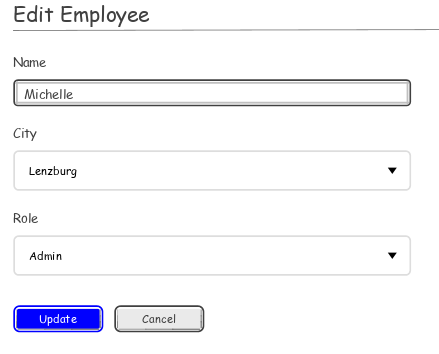 Edit Employee
Name
Michelle
City
Lenzburg
Role
Admin
Update Cancel